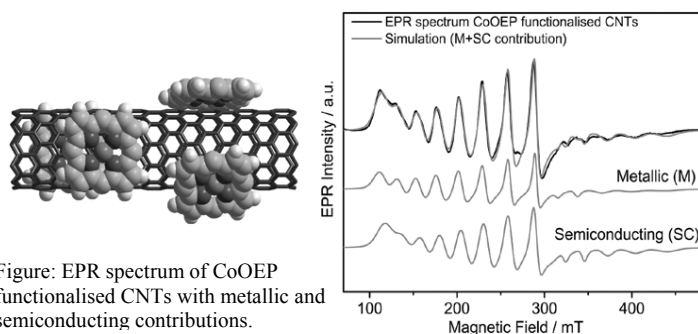 EPR spectrum CoOEP functionalised CNTs
Simulation (M+SC contribution)
EPR Intensity / a.u.
Metallic (M)
Semiconducting (SC)
100 200 300 400
Magnetic Field / mT
Figure: EPR spectrum of CoOEP
functionalised CNTs with metallic and
semiconducting contributions.